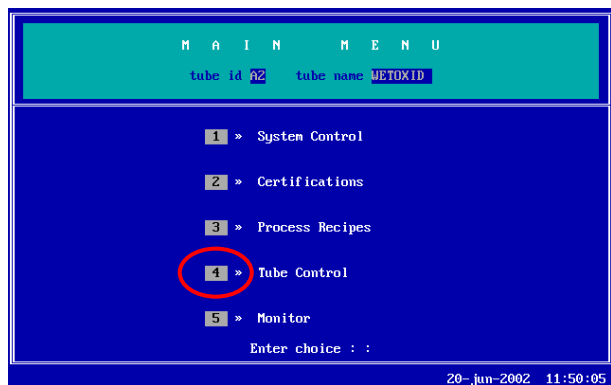 M A I N M E N U
tube id A2 tube name WETOXID
1 » System Control
2 » Certifications
3 » Process Recipes
4 » Tube Control
5 » Monitor
Enter choice : :
20-jun-2002 11:50:05